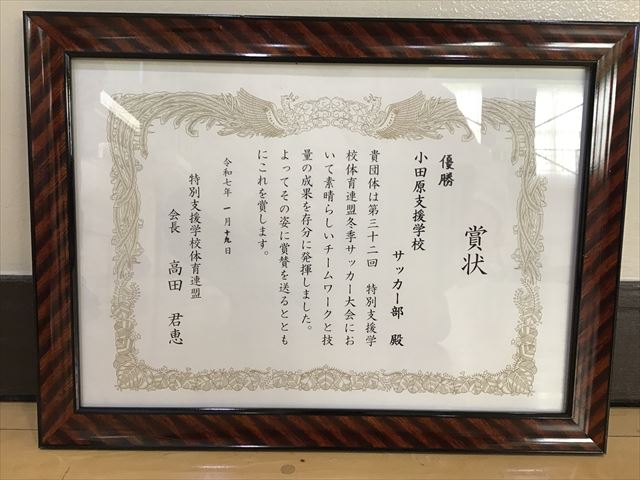 賞状
優勝
小田原支援学校
サッカー部 殿
貴団体は第三十二回 特別支援学
校体育連盟冬季サッカー大会にお
いて素晴らしいチームワークと技
量の成果を存分に発揮しました。
よってその姿に賞賛を送るととも
にこれを賞します。
令和七年 一月十九日
特別支援学校体育連盟
会長 高田 君恵